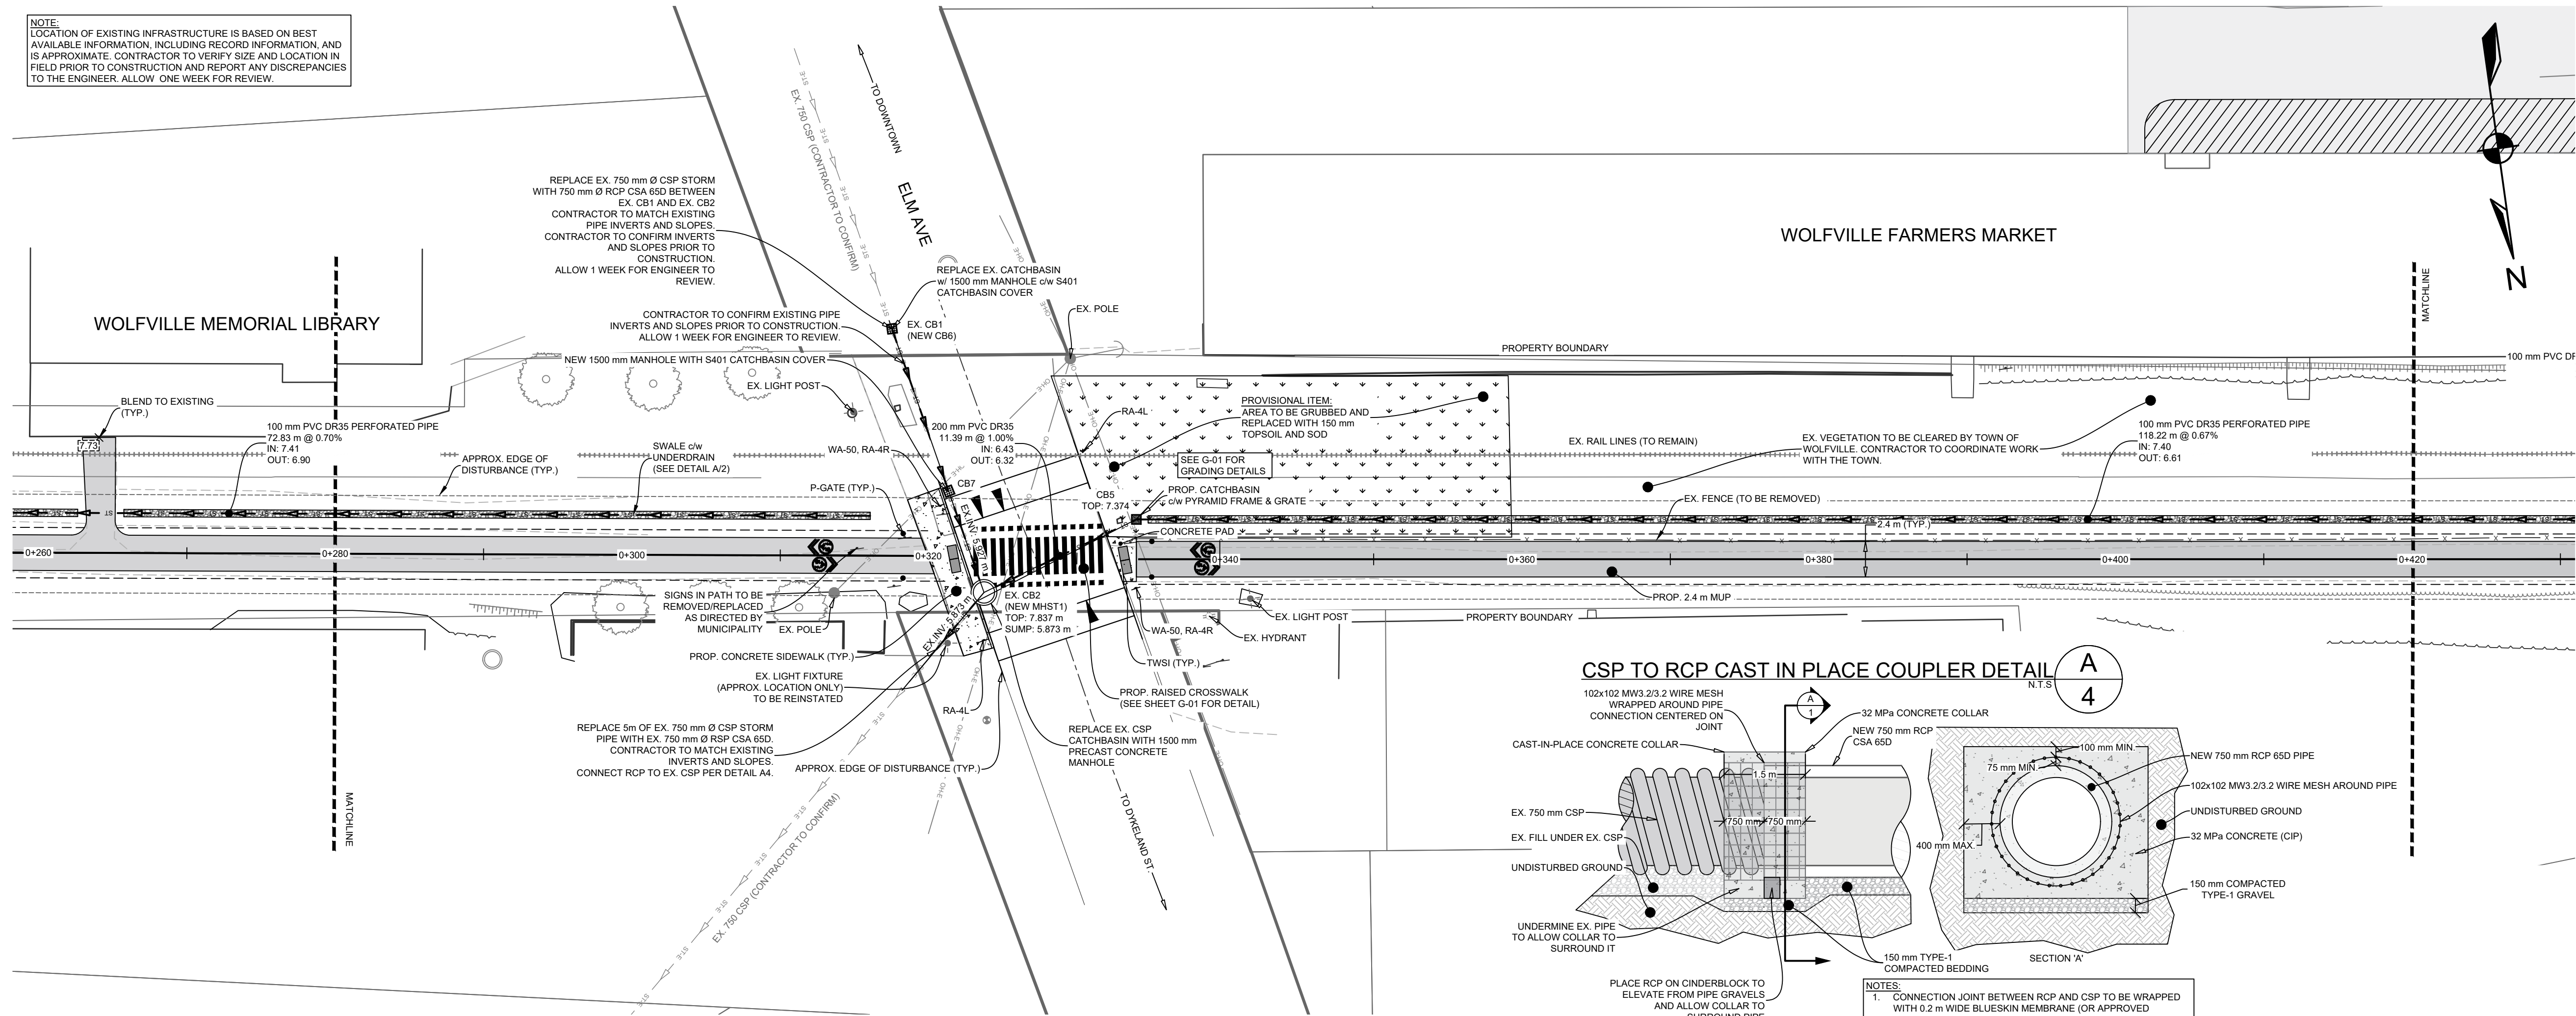 NOTE:
LOCATION OF EXISTING INFRASTRUCTURE IS BASED ON BEST
AVAILABLE INFORMATION, INCLUDING RECORD INFORMATION, AND
IS APPROXIMATE. CONTRACTOR TO VERIFY SIZE AND LOCATION IN
FIELD PRIOR TO CONSTRUCTION AND REPORT ANY DISCREPANCIES
TO THE ENGINEER. ALLOW ONE WEEK FOR REVIEW.
EX. 750 CSP (CONTRACTOR TO CONFIRM)
TO DOWNTOWN
ELM AVE
REPLACE EX. 750 mm Ø CSP STORM
WITH 750 mm Ø RCP CSA 65D BETWEEN
EX. CB1 AND EX. CB2
CONTRACTOR TO MATCH EXISTING
PIPE INVERTS AND SLOPES.
CONTRACTOR TO CONFIRM INVERTS
AND SLOPES PRIOR TO
CONSTRUCTION.
ALLOW 1 WEEK FOR ENGINEER TO
REVIEW.
REPLACE EX. CATCHBASIN
w/ 1500 mm MANHOLE c/w S401
CATCHBASIN COVER
EX. POLE
EX. CB1
(NEW CB6)
CONTRACTOR TO CONFIRM EXISTING PIPE
INVERTS AND SLOPES PRIOR TO CONSTRUCTION.
ALLOW 1 WEEK FOR ENGINEER TO REVIEW.
NEW 1500 mm MANHOLE WITH S401 CATCHBASIN COVER
EX. LIGHT POST
WOLFVILLE MEMORIAL LIBRARY
WOLFVILLE FARMERS MARKET
N
MATCHLINE
PROPERTY BOUNDARY
100 mm PVC DR
BLEND TO EXISTING
(TYP.)
7.73
100 mm PVC DR35 PERFORATED PIPE
72.83 m @ 0.70%
IN: 7.41
OUT: 6.90
APPROX. EDGE OF
DISTURBANCE (TYP.)
SWALE c/w
UNDERDRAIN
(SEE DETAIL A/2)
WA-50, RA-4R
P-GATE (TYP.)
200 mm PVC DR35
11.39 m @ 1.00%
IN: 6.43
OUT: 6.32
CB7
EX.INV: 5.927 m
RA-4L
PROVISIONAL ITEM:
AREA TO BE GRUBBED AND
REPLACED WITH 150 mm
TOPSOIL AND SOD
SEE G-01 FOR
GRADING DETAILS
CB5
TOP: 7.374
PROP. CATCHBASIN
c/w PYRAMID FRAME & GRATE
CONCRETE PAD
EX. RAIL LINES (TO REMAIN)
EX. VEGETATION TO BE CLEARED BY TOWN OF
WOLFVILLE. CONTRACTOR TO COORDINATE WORK
WITH THE TOWN.
100 mm PVC DR35 PERFORATED PIPE
118.22 m @ 0.67%
IN: 7.40
OUT: 6.61
EX. FENCE (TO BE REMOVED)
2.4 m (TYP.)
0+260
0+280
0+300
0+320
0+340
0+360
0+380
0+400
0+420
PROP. 2.4 m MUP
SIGNS IN PATH TO BE
REMOVED/REPLACED
AS DIRECTED BY
MUNICIPALITY
EX. POLE
EX. CB2
(NEW MHST1)
TOP: 7.837 m
SUMP: 5.873 m
EX.INV: 5.873 m
EX. LIGHT POST
EX. HYDRANT
PROPERTY BOUNDARY
WA-50, RA-4R
TWSI (TYP.)
PROP. CONCRETE SIDEWALK (TYP.)
EX. LIGHT FIXTURE
(APPROX. LOCATION ONLY)
TO BE REINSTATED
RA-4L
PROP. RAISED CROSSWALK
(SEE SHEET G-01 FOR DETAIL)
REPLACE 5m OF EX. 750 mm Ø CSP STORM
PIPE WITH EX. 750 mm Ø RSP CSA 65D.
CONTRACTOR TO MATCH EXISTING
INVERTS AND SLOPES.
CONNECT RCP TO EX. CSP PER DETAIL A4.
APPROX. EDGE OF DISTURBANCE (TYP.)
REPLACE EX. CSP
CATCHBASIN WITH 1500 mm
PRECAST CONCRETE
MANHOLE
MATCHLINE
EX. 750 CSP (CONTRACTOR TO CONFIRM)
TO DYKELAND ST.
CSP TO RCP CAST IN PLACE COUPLER DETAIL
N.T.S
A
4
102x102 MW3.2/3.2 WIRE MESH
WRAPPED AROUND PIPE
CONNECTION CENTERED ON
JOINT
A
1
32 MPa CONCRETE COLLAR
NEW 750 mm RCP
CSA 65D
CAST-IN-PLACE CONCRETE COLLAR
1.5 m
750 mm
750 mm
EX. 750 mm CSP
EX. FILL UNDER EX. CSP
UNDISTURBED GROUND
UNDERMINE EX. PIPE
TO ALLOW COLLAR TO
SURROUND IT
PLACE RCP ON CINDERBLOCK TO
ELEVATE FROM PIPE GRAVELS
AND ALLOW COLLAR TO
SURROUND PIPE
150 mm TYPE-1
COMPACTED BEDDING
100 mm MIN.
75 mm MIN.
400 mm MAX.
NEW 750 mm RCP 65D PIPE
102x102 MW3.2/3.2 WIRE MESH AROUND PIPE
UNDISTURBED GROUND
32 MPa CONCRETE (CIP)
150 mm COMPACTED
TYPE-1 GRAVEL
SECTION 'A'
NOTES:
1. CONNECTION JOINT BETWEEN RCP AND CSP TO BE WRAPPED
WITH 0.2 m WIDE BLUESKIN MEMBRANE (OR APPROVED